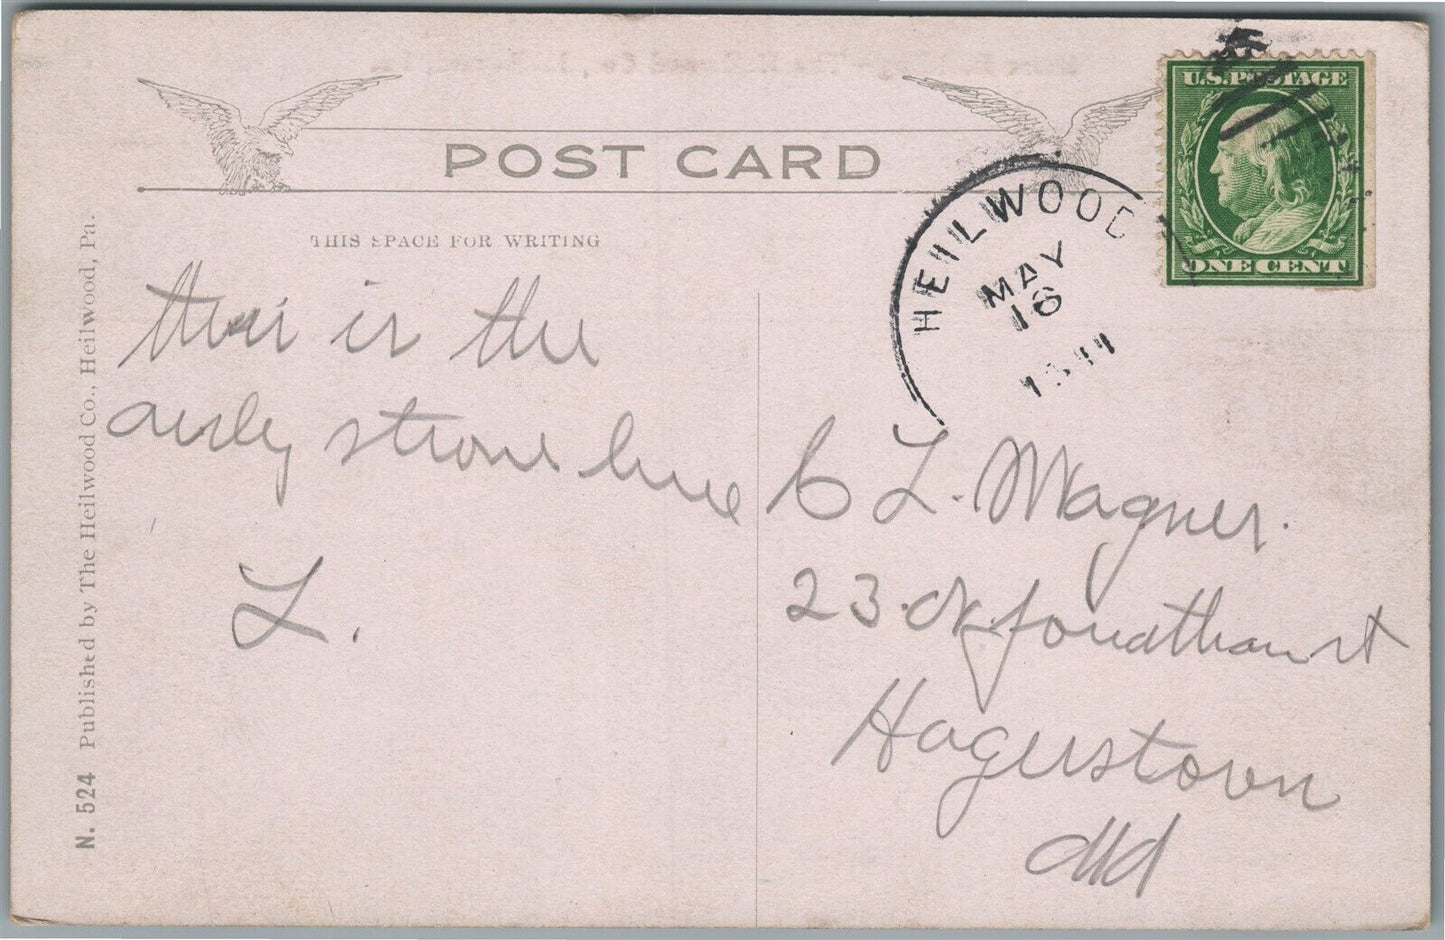 POST CARD
THIS SPACE FOR WRITING
this is the
only store here
L.
N. 524 Published by The Heilwood Co., Heilwood, Pa.
HEILWOOD
MAY
16
U.S. POSTAGE
ONE CENT
C L. Wagner.
23. N. Jonathan st
Hagerstown
Md